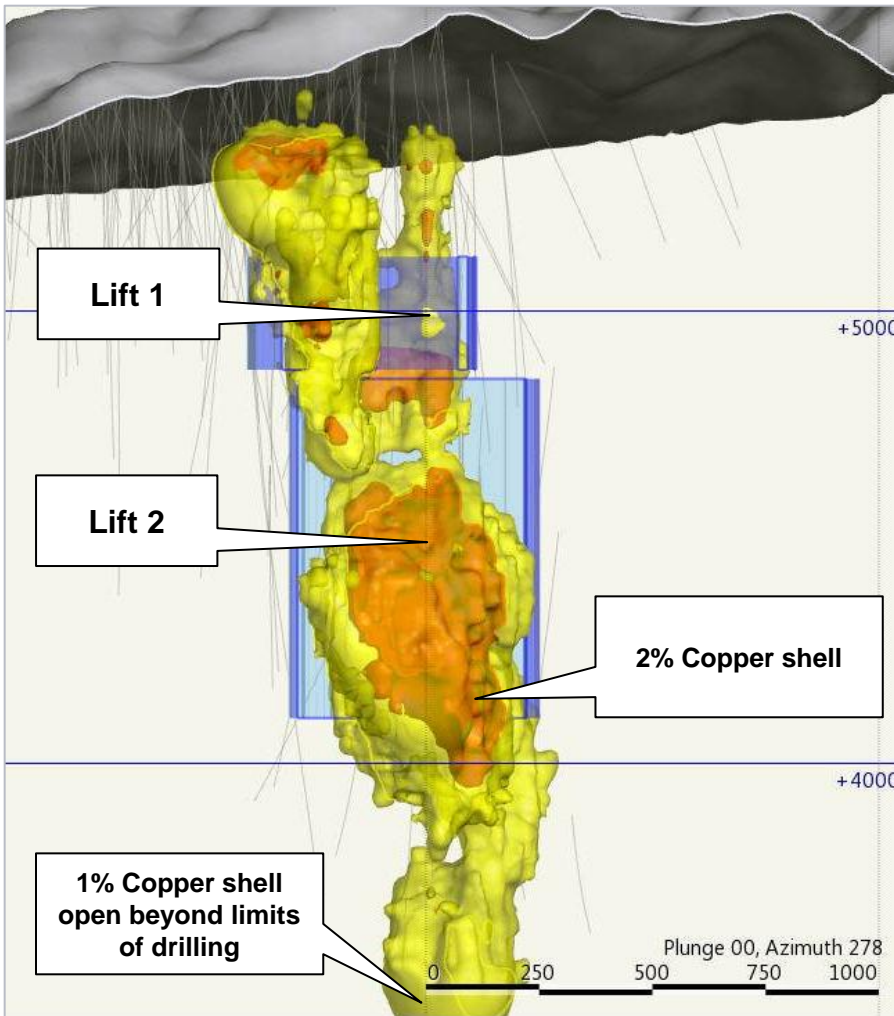 Lift 1
+5000
Lift 2
2% Copper shell
+4000
1% Copper shell
open beyond limits
of drilling
Plunge 00, Azimuth 278
0 250 500 750 1000